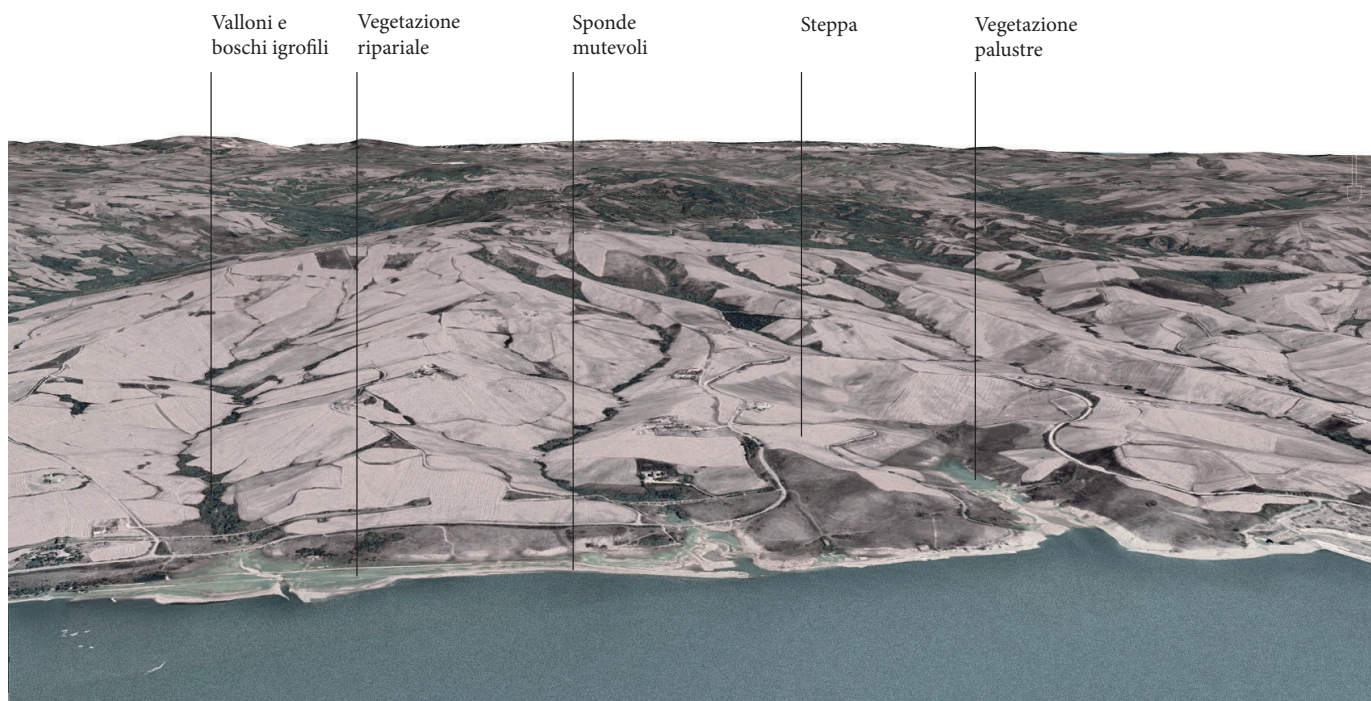 Valloni e
boschi igrofili
Vegetazione
ripariale
Sponde
mutevoli
Steppa
Vegetazione
palustre